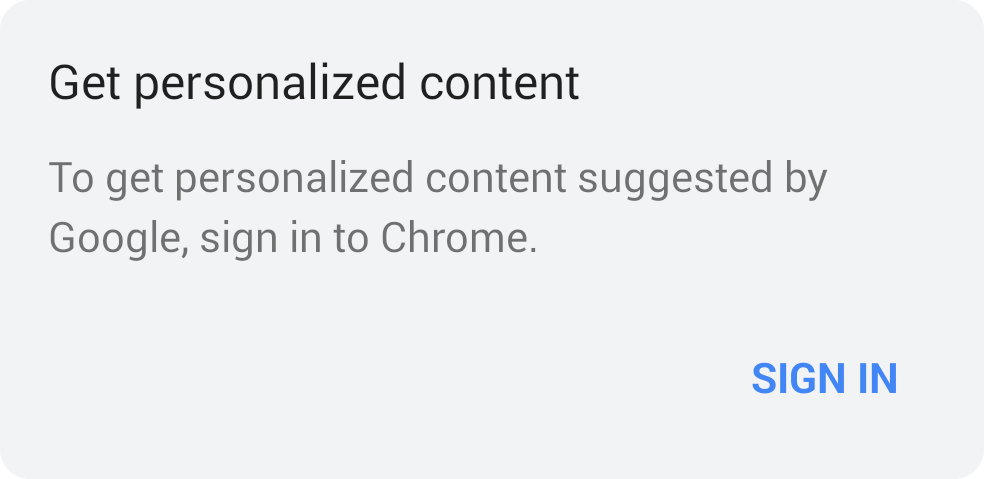 Get personalized content
To get personalized content suggested by
Google, sign in to Chrome.
SIGN IN